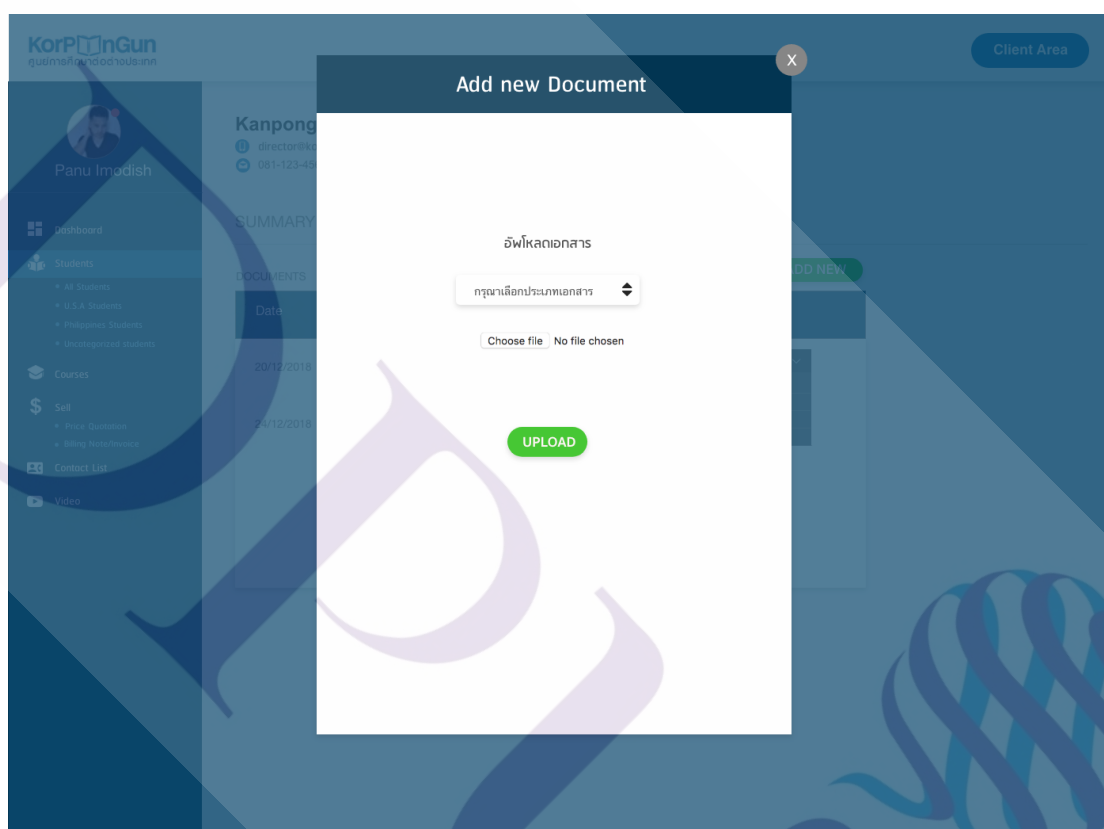 KorPunGun
ศูนย์การศึกษาต่อต่างประเทศ
Client Area
Panu Imodish
Dashboard
Students
All Students
U.S.A Students
Philippines Students
Uncategorized students
Courses
Sell
Price Quotation
Billing Note/Invoice
Contact List
Video
Kanpong
081-123-45
SUMMARY
DOCUMENTS
ADD NEW
Date
20/12/2018
24/12/2018
Add new Document
X
อัพโหลดเอกสาร
กรุณาเลือกประเภทเอกสาร
Choose file No file chosen
UPLOAD